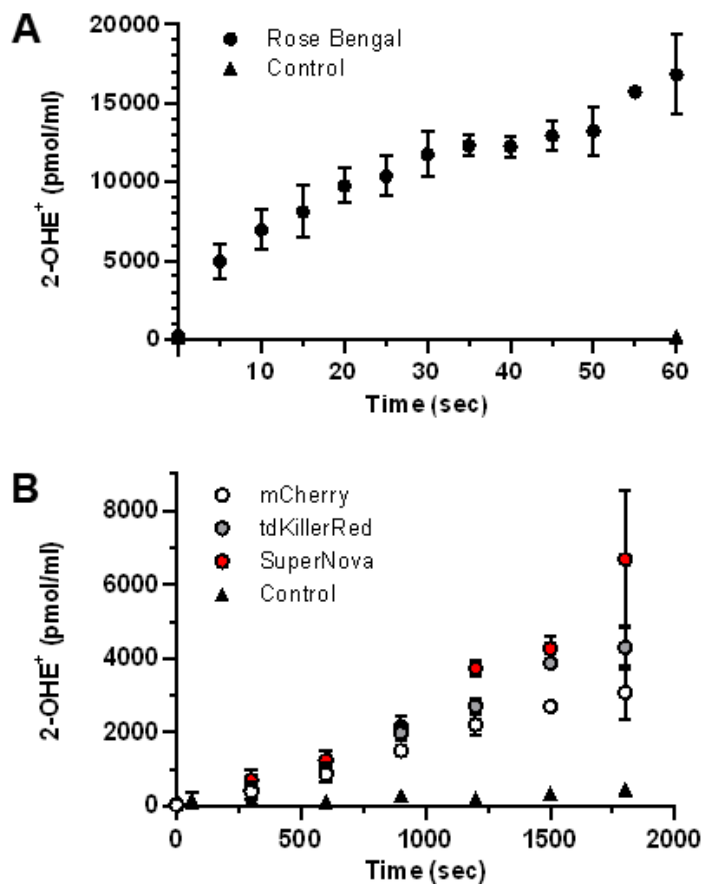 A
20000
15000
10000
5000
0
2-OHE+ (pmol/ml)
Rose Bengal
Control
10 20 30 40 50 60
Time (sec)
B
8000
6000
4000
2000
0
2-OHE+ (pmol/ml)
mCherry
tdKillerRed
SuperNova
Control
0 500 1000 1500 2000
Time (sec)